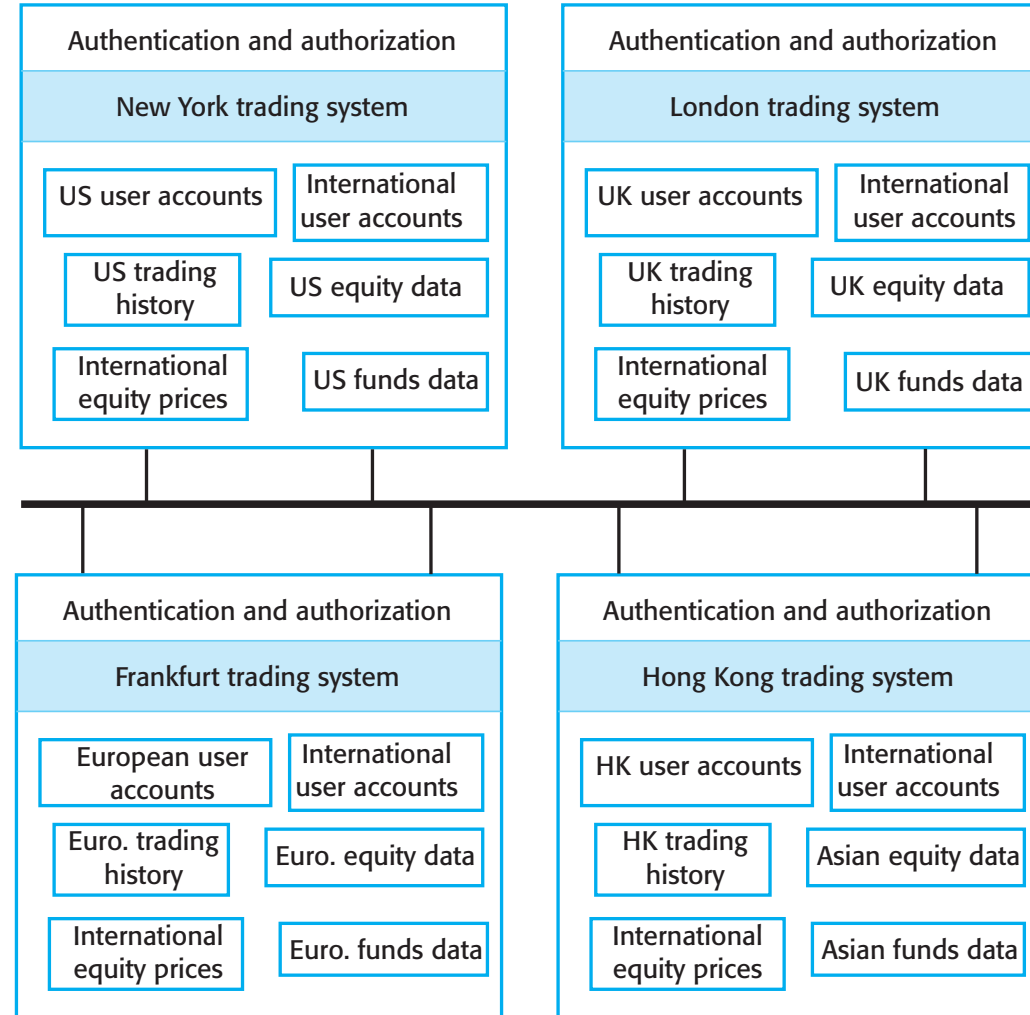 Authentication and authorization
New York trading system
US user accounts
International
user accounts
US trading
history
US equity data
International
equity prices
US funds data
Authentication and authorization
London trading system
UK user accounts
International
user accounts
UK trading
history
UK equity data
International
equity prices
UK funds data
Authentication and authorization
Frankfurt trading system
European user
accounts
International
user accounts
Euro. trading
history
Euro. equity data
International
equity prices
Euro. funds data
Authentication and authorization
Hong Kong trading system
HK user accounts
International
user accounts
HK trading
history
Asian equity data
International
equity prices
Asian funds data